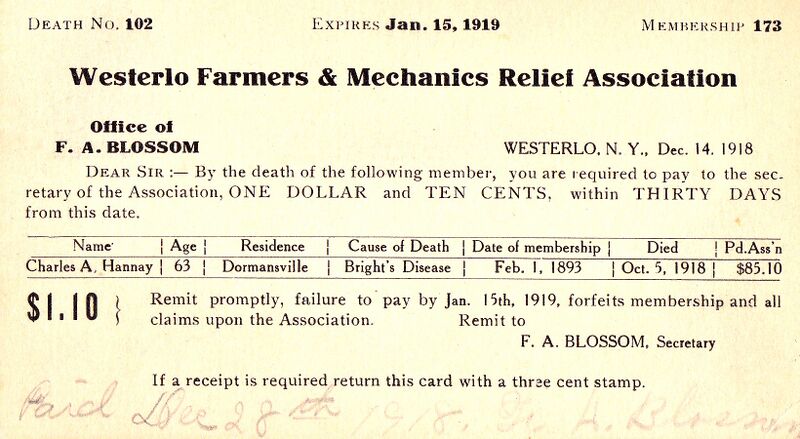 DEATH No. 102 EXPIRES Jan. 15, 1919 MEMBERSHIP 173
Westerlo Farmers & Mechanics Relief Association
Office of
F. A. BLOSSOM WESTERLO, N. Y., Dec. 14. 1918
DEAR SIR :— By the death of the following member, you are required to pay to the sec-
retary of the Association, ONE DOLLAR and TEN CENTS, within THIRTY DAYS
from this date.
Name | Age | Residence | Cause of Death | Date of membership | Died | Pd. Ass'n
Charles A. Hannay | 63 | Dormansville | Bright's Disease | Feb. 1, 1893 | Oct. 5, 1918 | $85.10
$1.10 } Remit promptly, failure to pay by Jan. 15th, 1919, forfeits membership and all
claims upon the Association. Remit to
F. A. BLOSSOM, Secretary
If a receipt is required return this card with a three cent stamp.
Paid Dec 28th 1918. F. A. Blossom